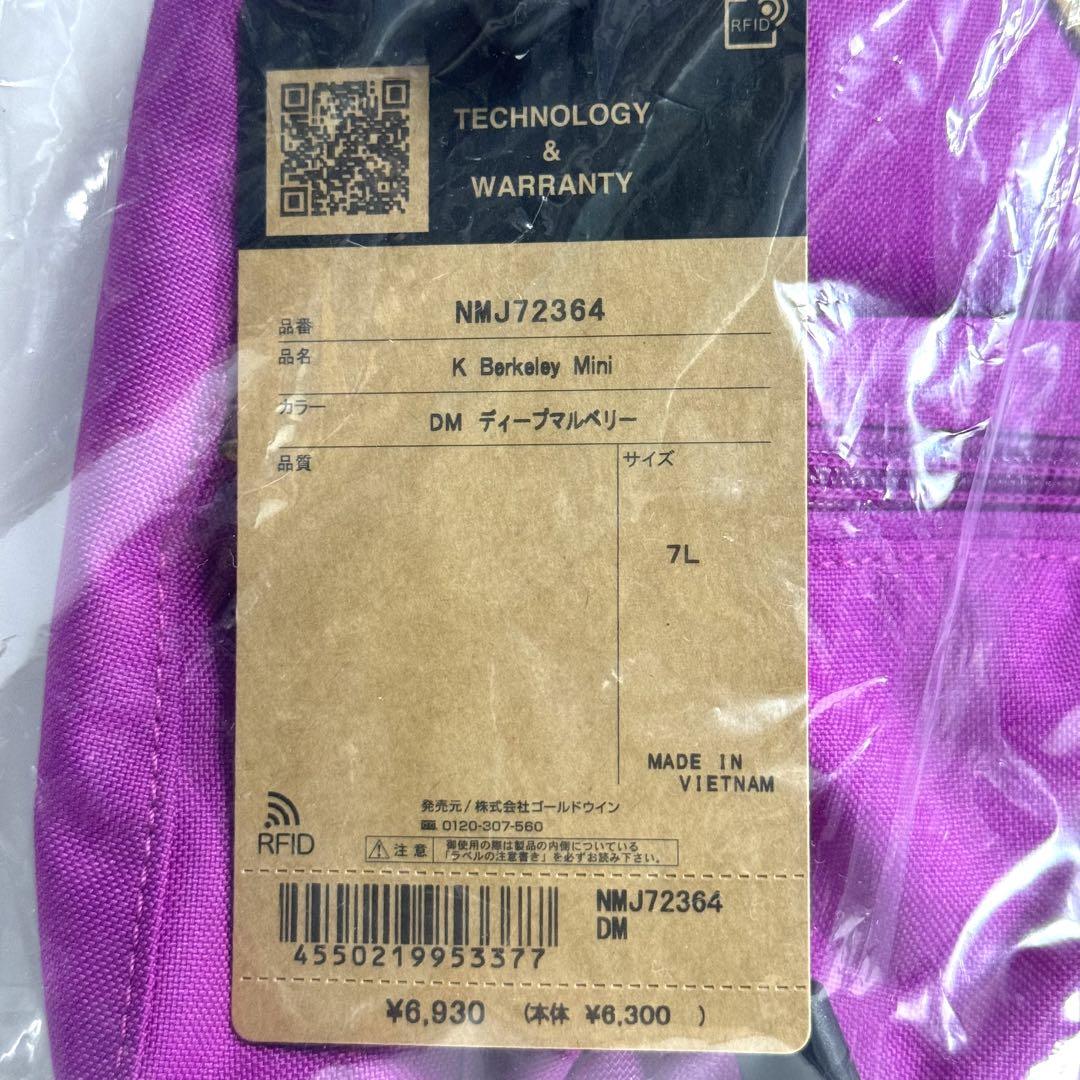 RFID
TECHNOLOGY
&
WARRANTY
品番 NMJ72364
品名 K Berkeley Mini
カラー DM ディープマルベリー
品質 サイズ
7L
MADE IN
VIETNAM
発売元/株式会社ゴールドウイン
0120-307-560
RFID
注意 御使用の際は製品の内側についている
「ラベルの注意書き」を必ずお読み下さい。
NMJ72364
DM
4550219953377
¥6,930 (本体 ¥6,300 )